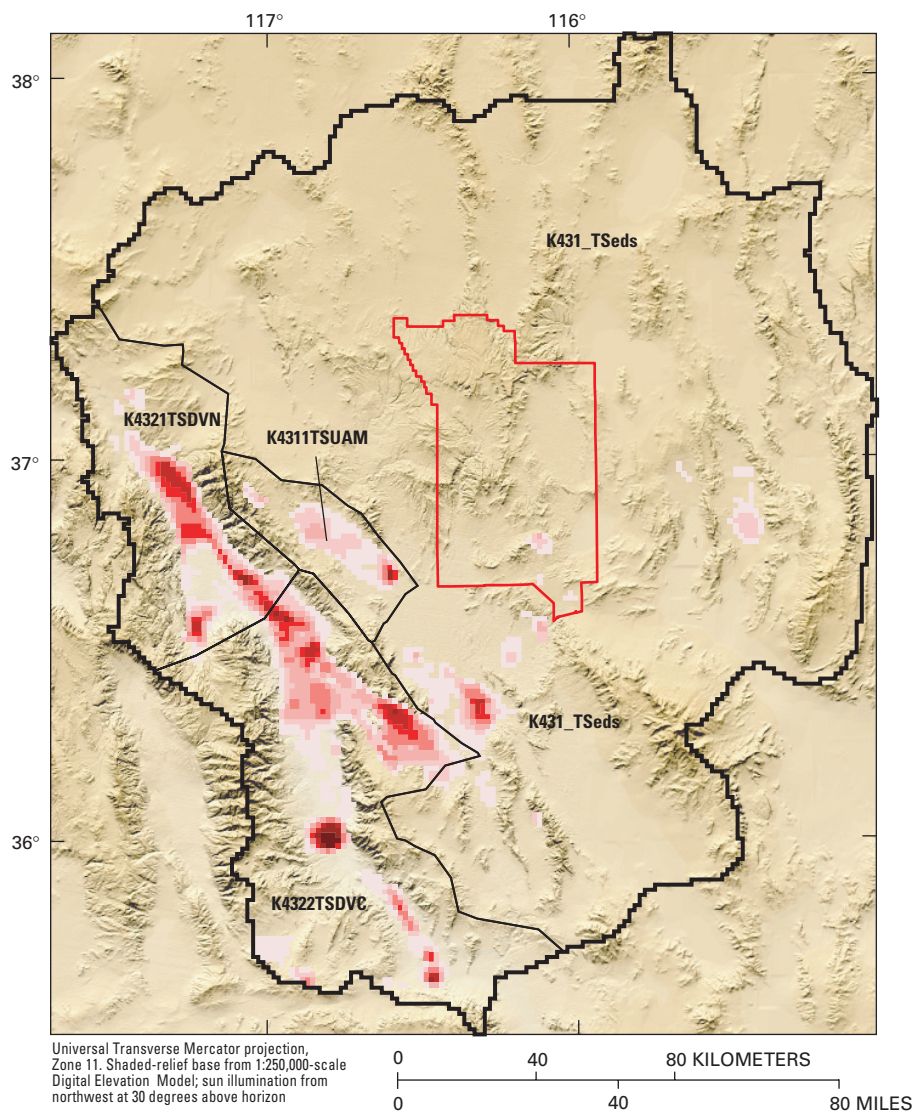 117°
116°
38°
K431_TSeds
K4321TSDVN
K4311TSUAM
37°
K431_TSeds
36°
K4322TSDVC
Universal Transverse Mercator projection,
Zone 11. Shaded-relief base from 1:250,000-scale
Digital Elevation Model; sun illumination from
northwest at 30 degrees above horizon
0 40 80 KILOMETERS
0 40 80 MILES